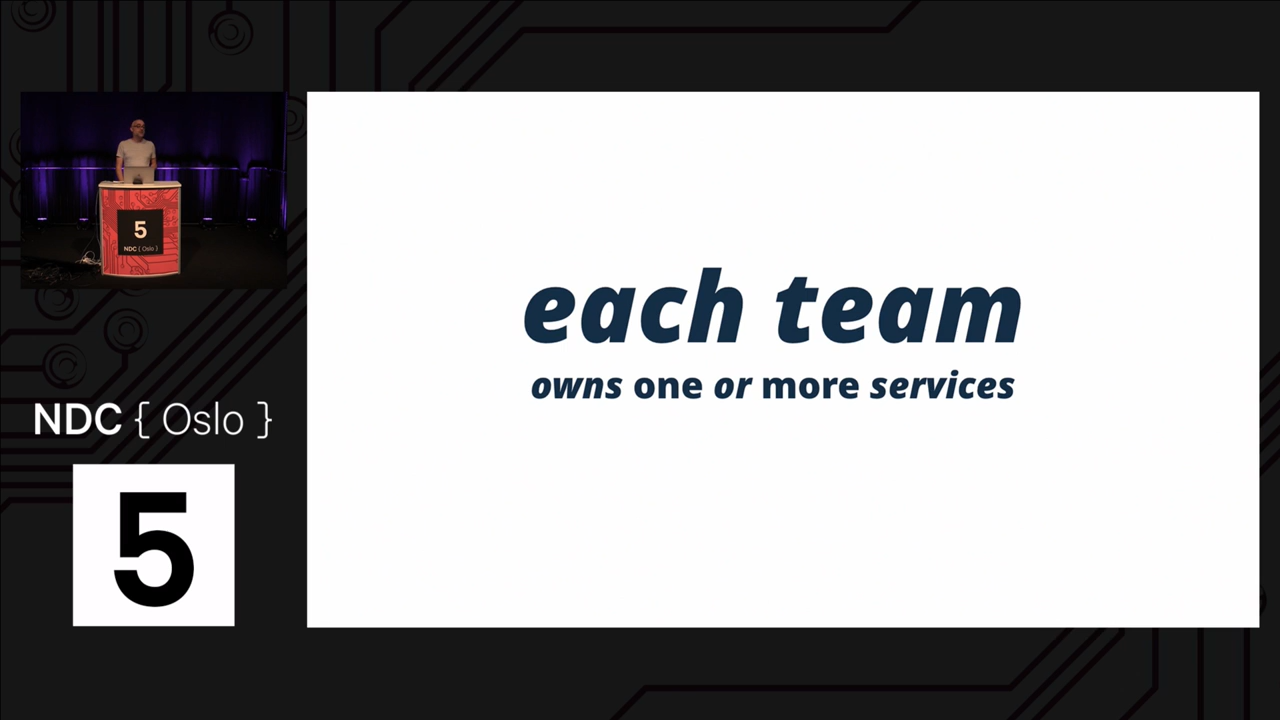 5
NDC { Oslo }
NDC { Oslo }
5
each team
owns one or more services